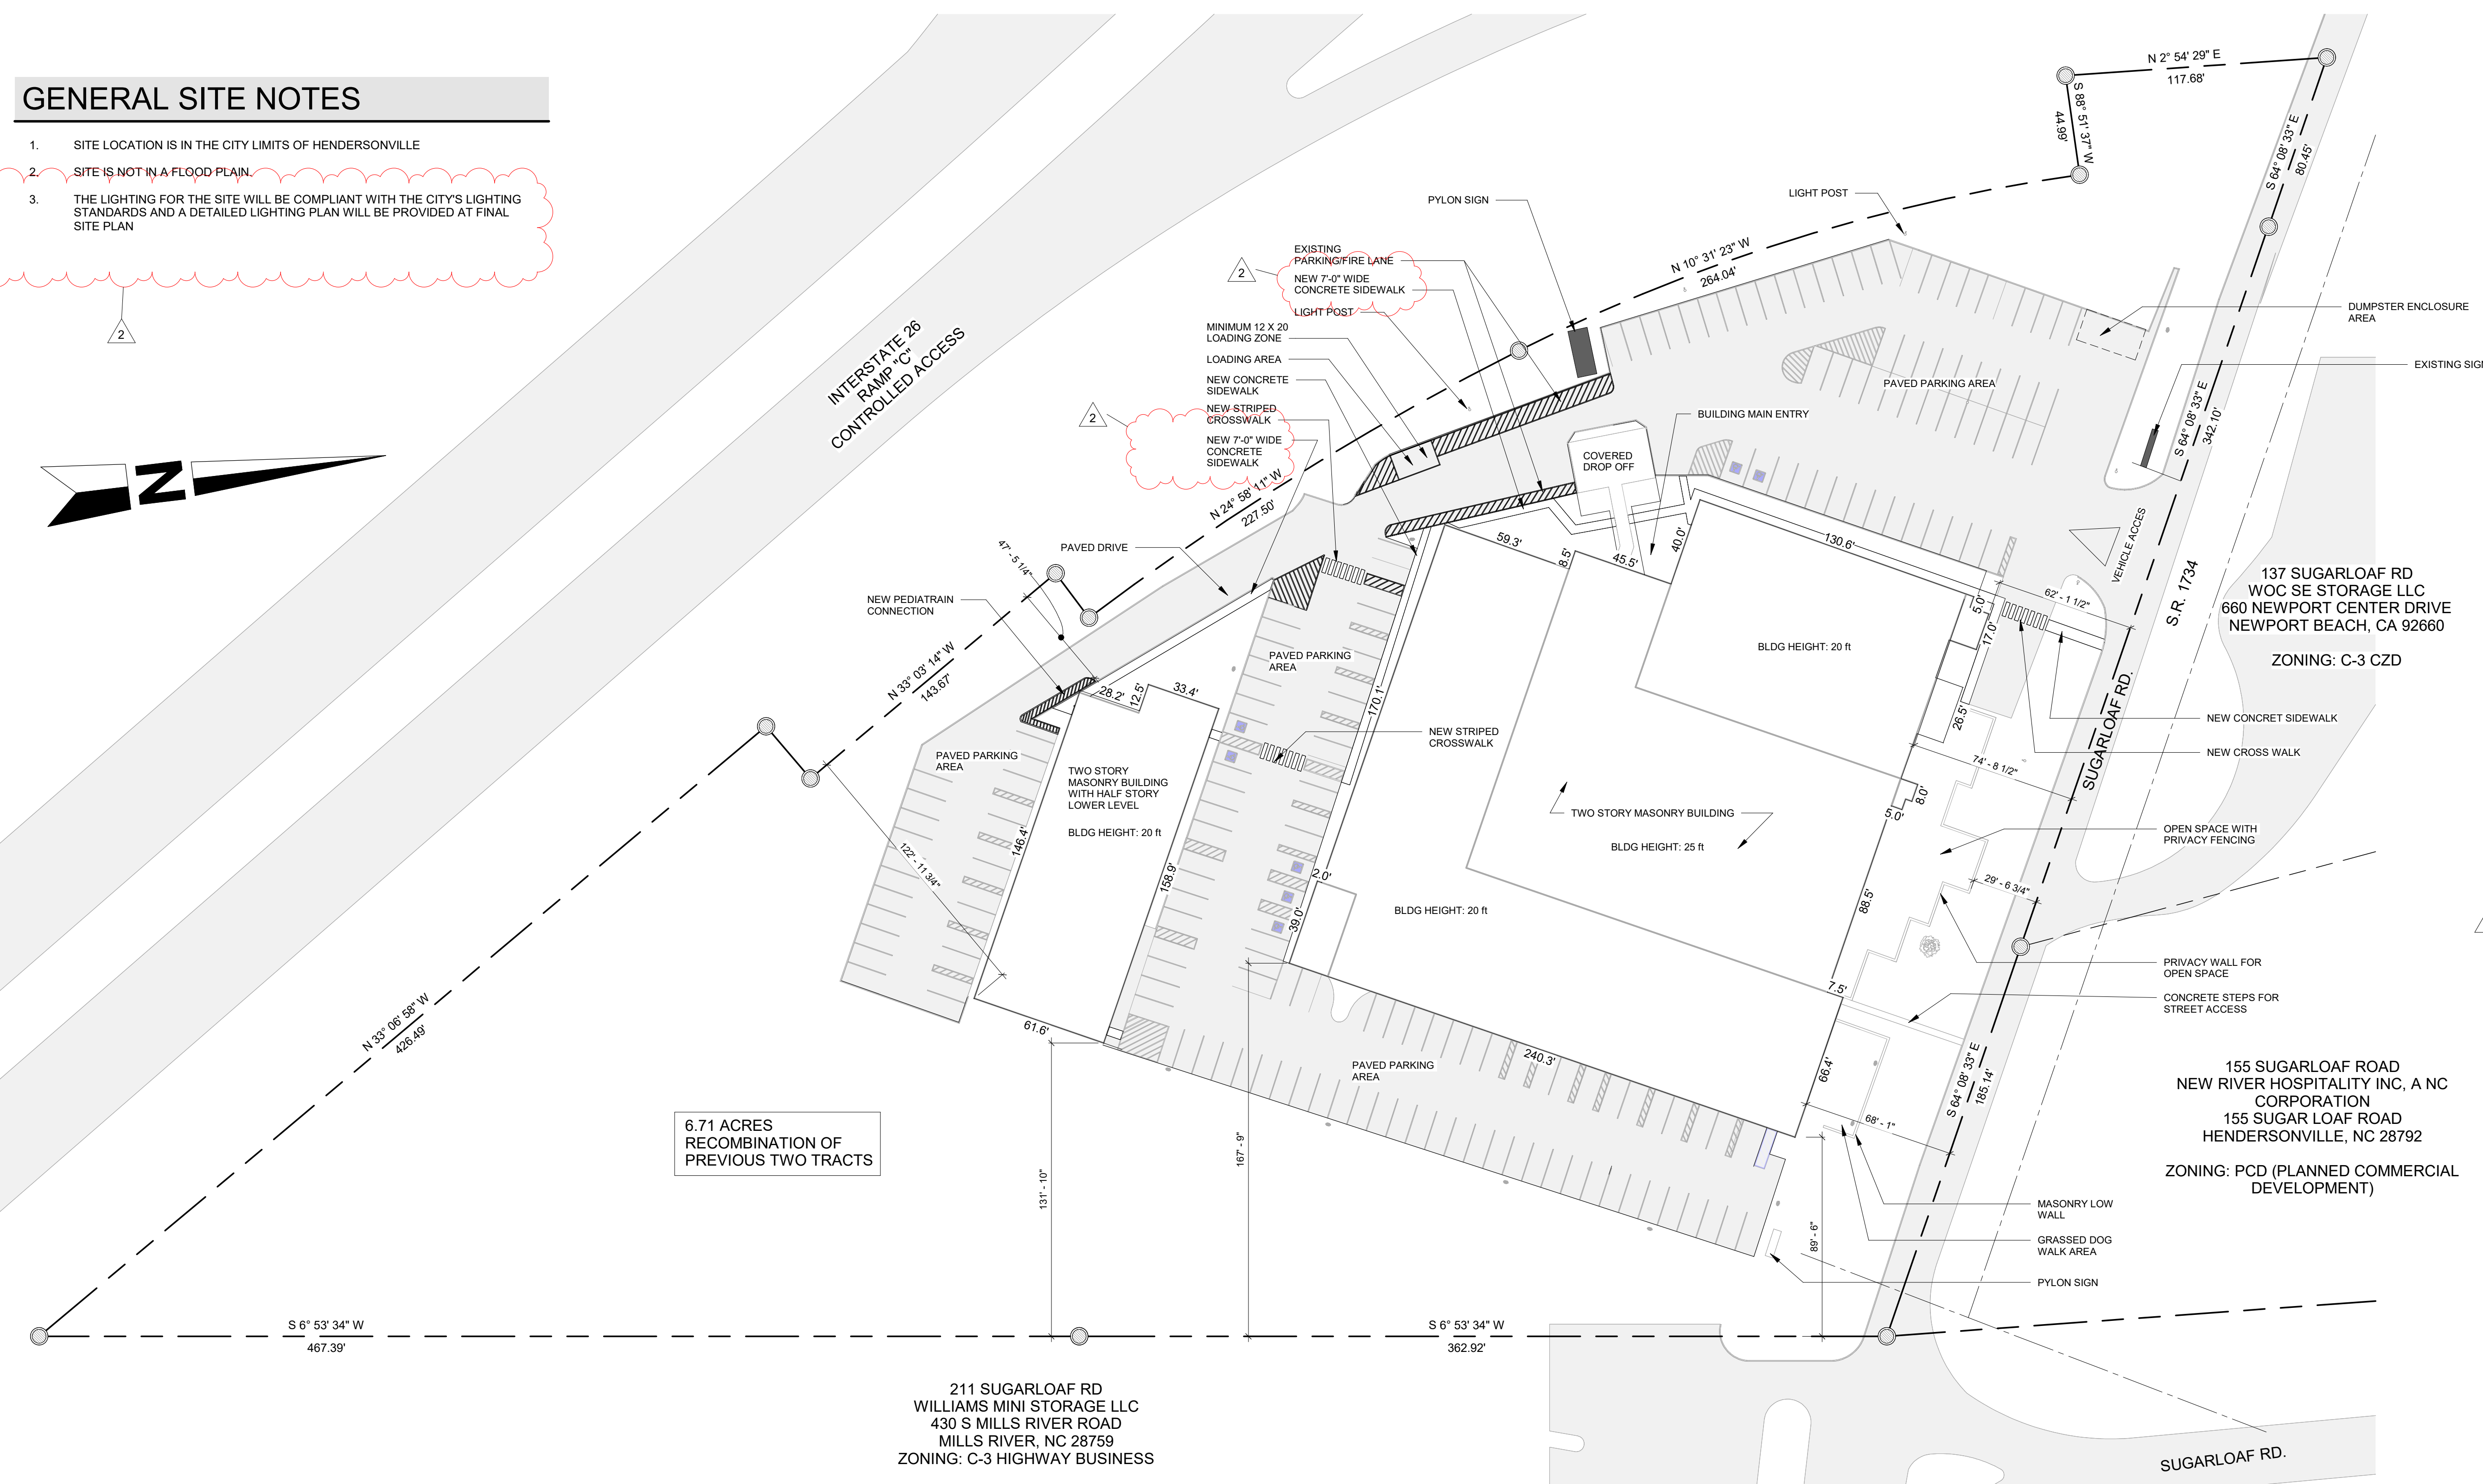 GENERAL SITE NOTES
1. SITE LOCATION IS IN THE CITY LIMITS OF HENDERSONVILLE
2. SITE IS NOT IN A FLOOD PLAIN.
3. THE LIGHTING FOR THE SITE WILL BE COMPLIANT WITH THE CITY'S LIGHTING
STANDARDS AND A DETAILED LIGHTING PLAN WILL BE PROVIDED AT FINAL
SITE PLAN
2
N
INTERSTATE 26
RAMP "C"
CONTROLLED ACCESS
N 2° 54' 29" E
117.68'
S 88° 51' 37" W
44.99'
S 64° 08' 33" E
80.45'
LIGHT POST
PYLON SIGN
N 10° 31' 23" W
264.04'
2
EXISTING
PARKING/FIRE LANE
NEW 7'-0" WIDE
CONCRETE SIDEWALK
LIGHT POST
MINIMUM 12 X 20
LOADING ZONE
LOADING AREA
NEW CONCRETE
SIDEWALK
2
NEW STRIPED
CROSSWALK
NEW 7'-0" WIDE
CONCRETE
SIDEWALK
N 24° 58' 11" W
227.50'
DUMPSTER ENCLOSURE
AREA
EXISTING SIG
PAVED PARKING AREA
BUILDING MAIN ENTRY
COVERED
DROP OFF
S 64° 08' 33" E
342.10'
VEHICLE ACCES
S.R. 1734
137 SUGARLOAF RD
WOC SE STORAGE LLC
660 NEWPORT CENTER DRIVE
NEWPORT BEACH, CA 92660
ZONING: C-3 CZD
PAVED DRIVE
47' - 5 1/4"
NEW PEDIATRAIN
CONNECTION
N 33° 03' 14" W
143.67'
59.3'
8.5'
45.5'
40.0'
130.6'
5.0'
17.0'
62' - 1 1/2"
26.5'
BLDG HEIGHT: 20 ft
PAVED PARKING
AREA
28.2'
12.5'
33.4'
170.1'
NEW STRIPED
CROSSWALK
SUGARLOAF RD.
NEW CONCRET SIDEWALK
NEW CROSS WALK
74' - 8 1/2"
8.0'
5.0'
PAVED PARKING
AREA
TWO STORY
MASONRY BUILDING
WITH HALF STORY
LOWER LEVEL
BLDG HEIGHT: 20 ft
146.4'
122' - 11 3/4"
158.9'
2.0'
39.0'
TWO STORY MASONRY BUILDING
BLDG HEIGHT: 25 ft
BLDG HEIGHT: 20 ft
88.5'
29' - 6 3/4"
OPEN SPACE WITH
PRIVACY FENCING
PRIVACY WALL FOR
OPEN SPACE
CONCRETE STEPS FOR
STREET ACCESS
7.5'
N 33° 06' 58" W
426.49'
61.6'
240.3'
PAVED PARKING
AREA
66.4'
68' - 1"
S 64° 08' 33" E
185.14'
155 SUGARLOAF ROAD
NEW RIVER HOSPITALITY INC, A NC
CORPORATION
155 SUGAR LOAF ROAD
HENDERSONVILLE, NC 28792
ZONING: PCD (PLANNED COMMERCIAL
DEVELOPMENT)
6.71 ACRES
RECOMBINATION OF
PREVIOUS TWO TRACTS
131' - 10"
167' - 9"
89' - 6"
MASONRY LOW
WALL
GRASSED DOG
WALK AREA
PYLON SIGN
S 6° 53' 34" W
467.39'
S 6° 53' 34" W
362.92'
211 SUGARLOAF RD
WILLIAMS MINI STORAGE LLC
430 S MILLS RIVER ROAD
MILLS RIVER, NC 28759
ZONING: C-3 HIGHWAY BUSINESS
SUGARLOAF RD.